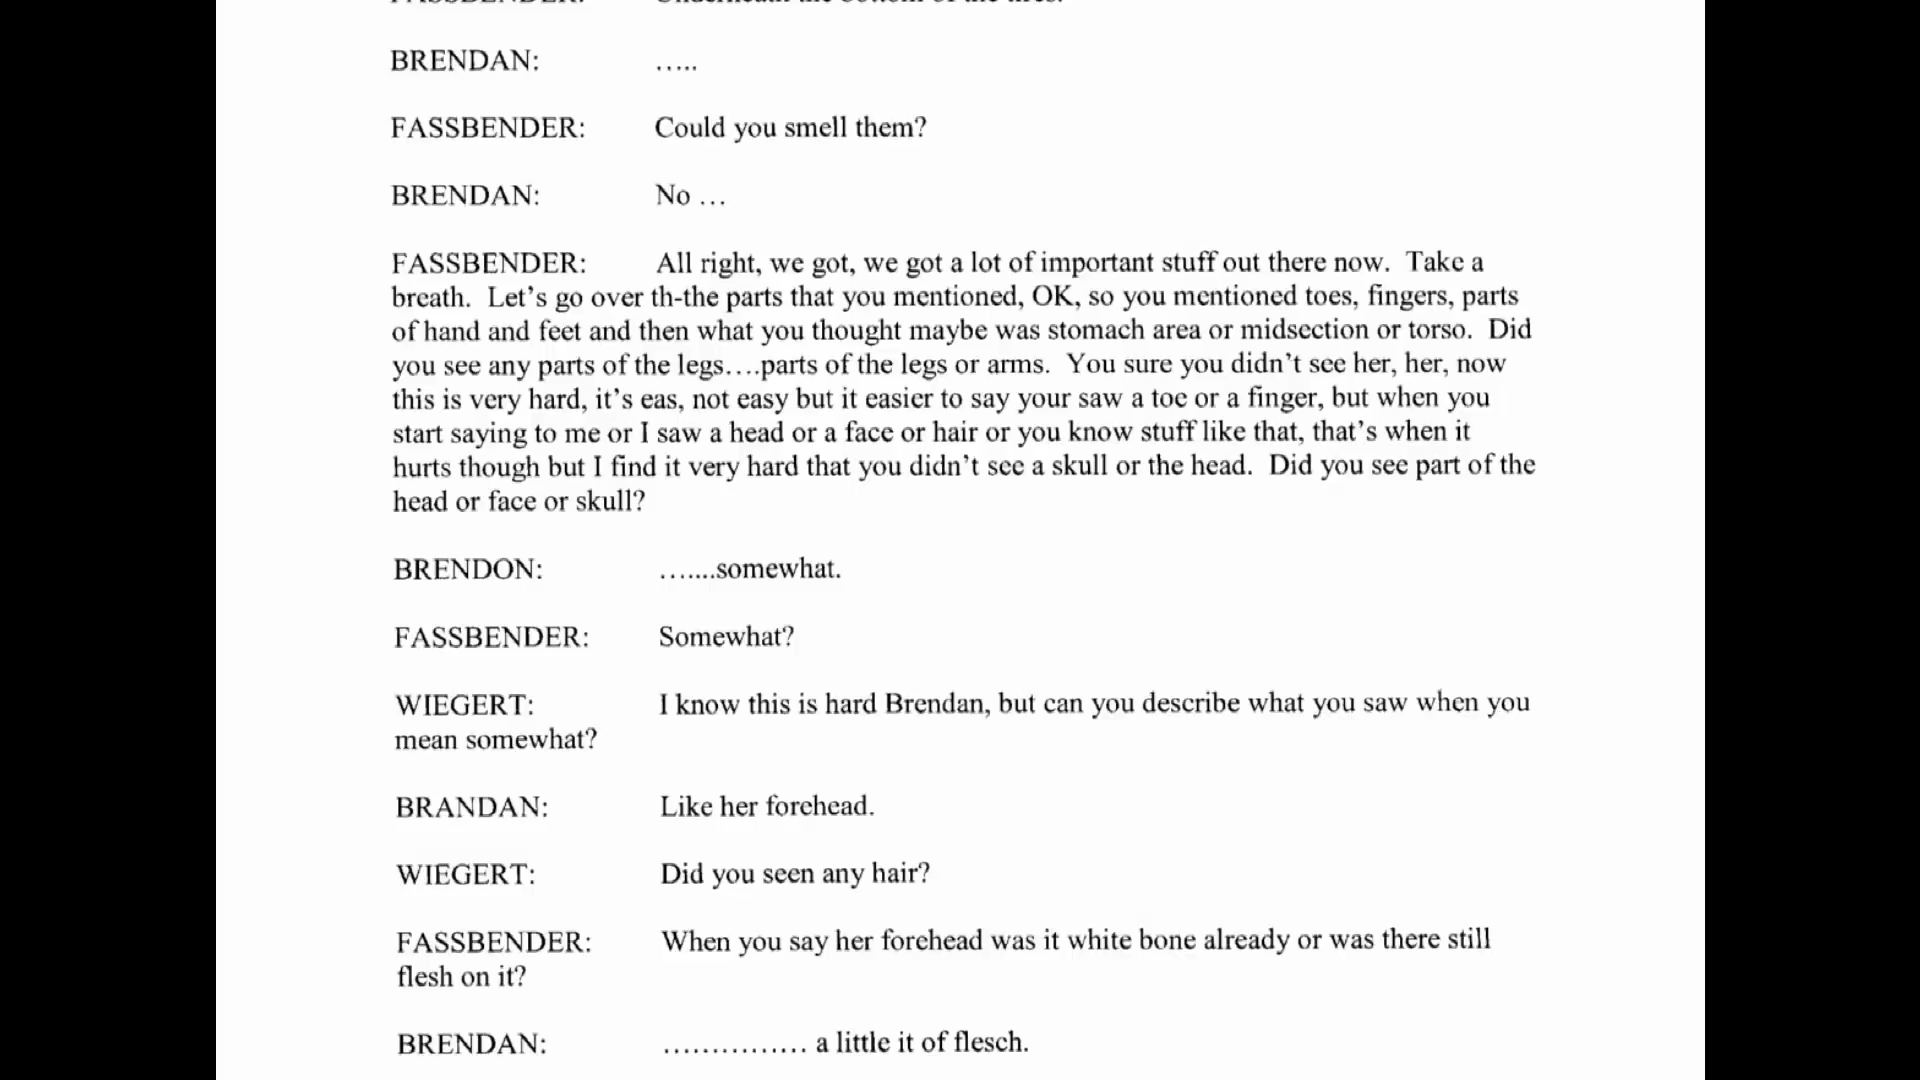 FASSBENDER: Underneath the bottom of the tires.
BRENDAN: …..
FASSBENDER: Could you smell them?
BRENDAN: No …
FASSBENDER: All right, we got, we got a lot of important stuff out there now. Take a
breath. Let's go over th-the parts that you mentioned, OK, so you mentioned toes, fingers, parts
of hand and feet and then what you thought maybe was stomach area or midsection or torso. Did
you see any parts of the legs….parts of the legs or arms. You sure you didn't see her, her, now
this is very hard, it's eas, not easy but it easier to say your saw a toe or a finger, but when you
start saying to me or I saw a head or a face or hair or you know stuff like that, that's when it
hurts though but I find it very hard that you didn't see a skull or the head. Did you see part of the
head or face or skull?
BRENDON: …....somewhat.
FASSBENDER: Somewhat?
WIEGERT: I know this is hard Brendan, but can you describe what you saw when you
mean somewhat?
BRANDAN: Like her forehead.
WIEGERT: Did you seen any hair?
FASSBENDER: When you say her forehead was it white bone already or was there still
flesh on it?
BRENDAN: …………… a little it of flesch.